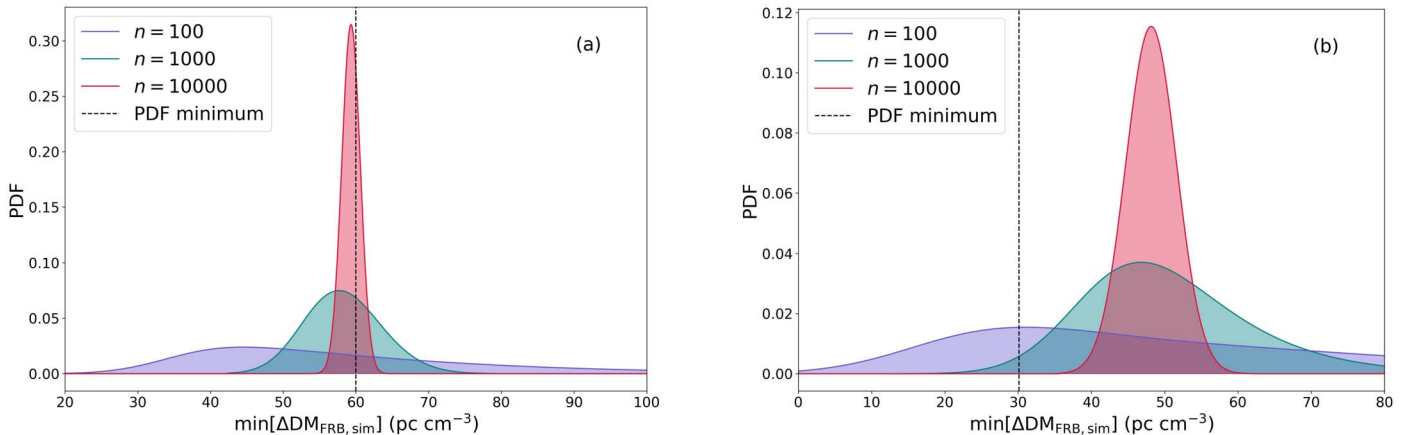 n = 100
n = 1000
n = 10000
PDF minimum
(a)
PDF
0.30
0.25
0.20
0.15
0.10
0.05
0.00
20 30 40 50 60 70 80 90 100
min[ΔDM_FRB, sim] (pc cm⁻³)
n = 100
n = 1000
n = 10000
PDF minimum
(b)
PDF
0.12
0.10
0.08
0.06
0.04
0.02
0.00
0 10 20 30 40 50 60 70 80
min[ΔDM_FRB, sim] (pc cm⁻³)